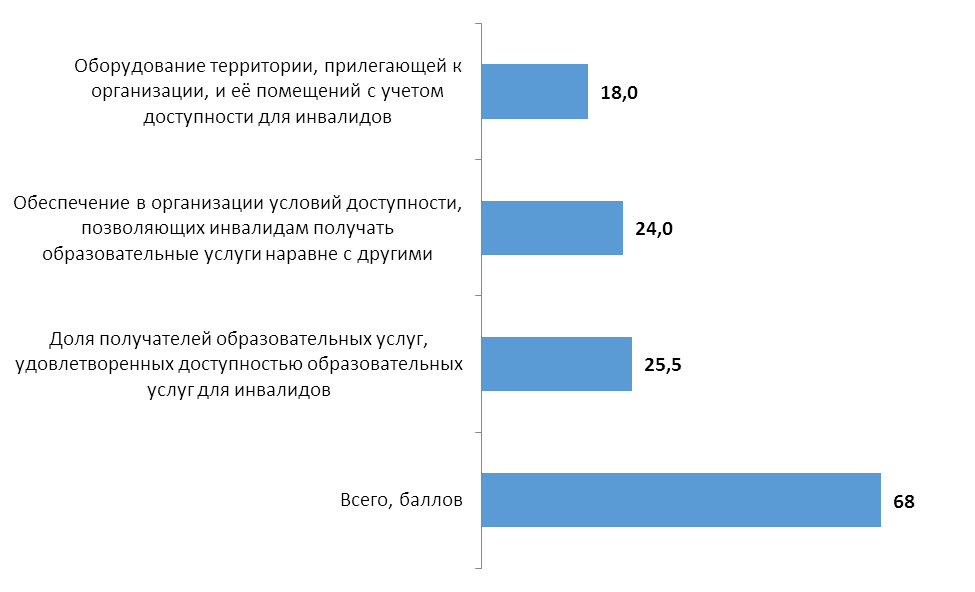 Оборудование территории, прилегающей к
организации, и её помещений с учетом
доступности для инвалидов
18,0
Обеспечение в организации условий доступности,
позволяющих инвалидам получать
образовательные услуги наравне с другими
24,0
Доля получателей образовательных услуг,
удовлетворенных доступностью образовательных
услуг для инвалидов
25,5
Всего, баллов
68